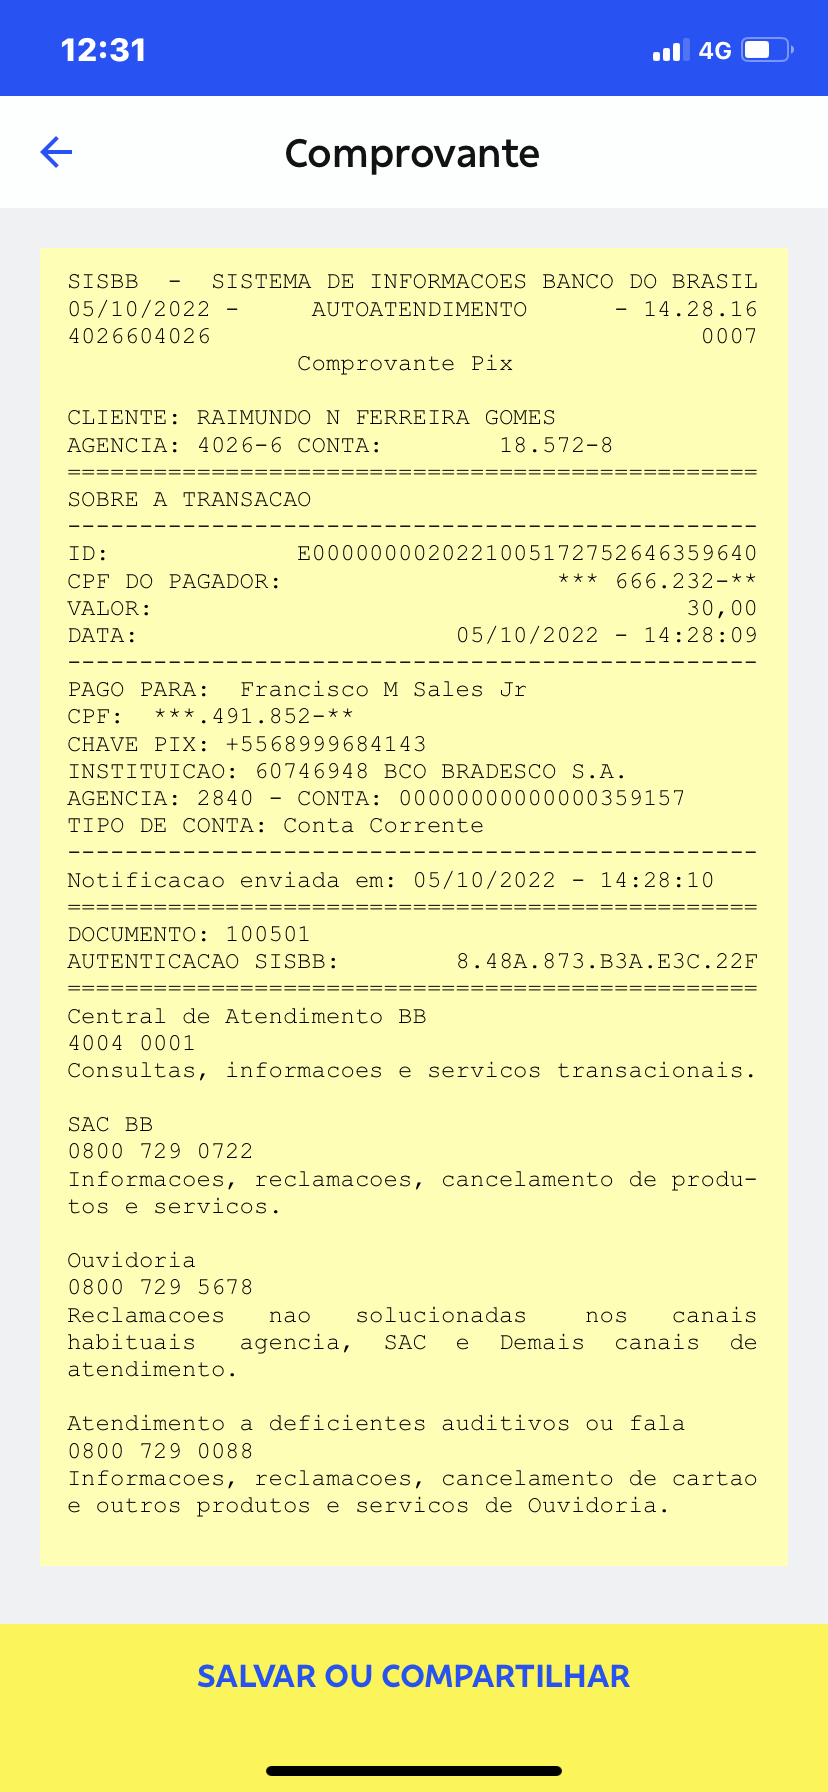 12:31
4G
Comprovante
SISBB - SISTEMA DE INFORMACOES BANCO DO BRASIL
05/10/2022 - AUTOATENDIMENTO - 14.28.16
4026604026 0007
Comprovante Pix
CLIENTE: RAIMUNDO N FERREIRA GOMES
AGENCIA: 4026-6 CONTA: 18.572-8
================================================
SOBRE A TRANSACAO
------------------------------------------------
ID: E0000000020221005172752646359640
CPF DO PAGADOR: *** 666.232-**
VALOR: 30,00
DATA: 05/10/2022 - 14:28:09
------------------------------------------------
PAGO PARA: Francisco M Sales Jr
CPF: ***.491.852-**
CHAVE PIX: +5568999684143
INSTITUICAO: 60746948 BCO BRADESCO S.A.
AGENCIA: 2840 - CONTA: 00000000000000359157
TIPO DE CONTA: Conta Corrente
------------------------------------------------
Notificacao enviada em: 05/10/2022 - 14:28:10
================================================
DOCUMENTO: 100501
AUTENTICACAO SISBB: 8.48A.873.B3A.E3C.22F
================================================
Central de Atendimento BB
4004 0001
Consultas, informacoes e servicos transacionais.
SAC BB
0800 729 0722
Informacoes, reclamacoes, cancelamento de produ-
tos e servicos.
Ouvidoria
0800 729 5678
Reclamacoes nao solucionadas nos canais
habituais agencia, SAC e Demais canais de
atendimento.
Atendimento a deficientes auditivos ou fala
0800 729 0088
Informacoes, reclamacoes, cancelamento de cartao
e outros produtos e servicos de Ouvidoria.
SALVAR OU COMPARTILHAR